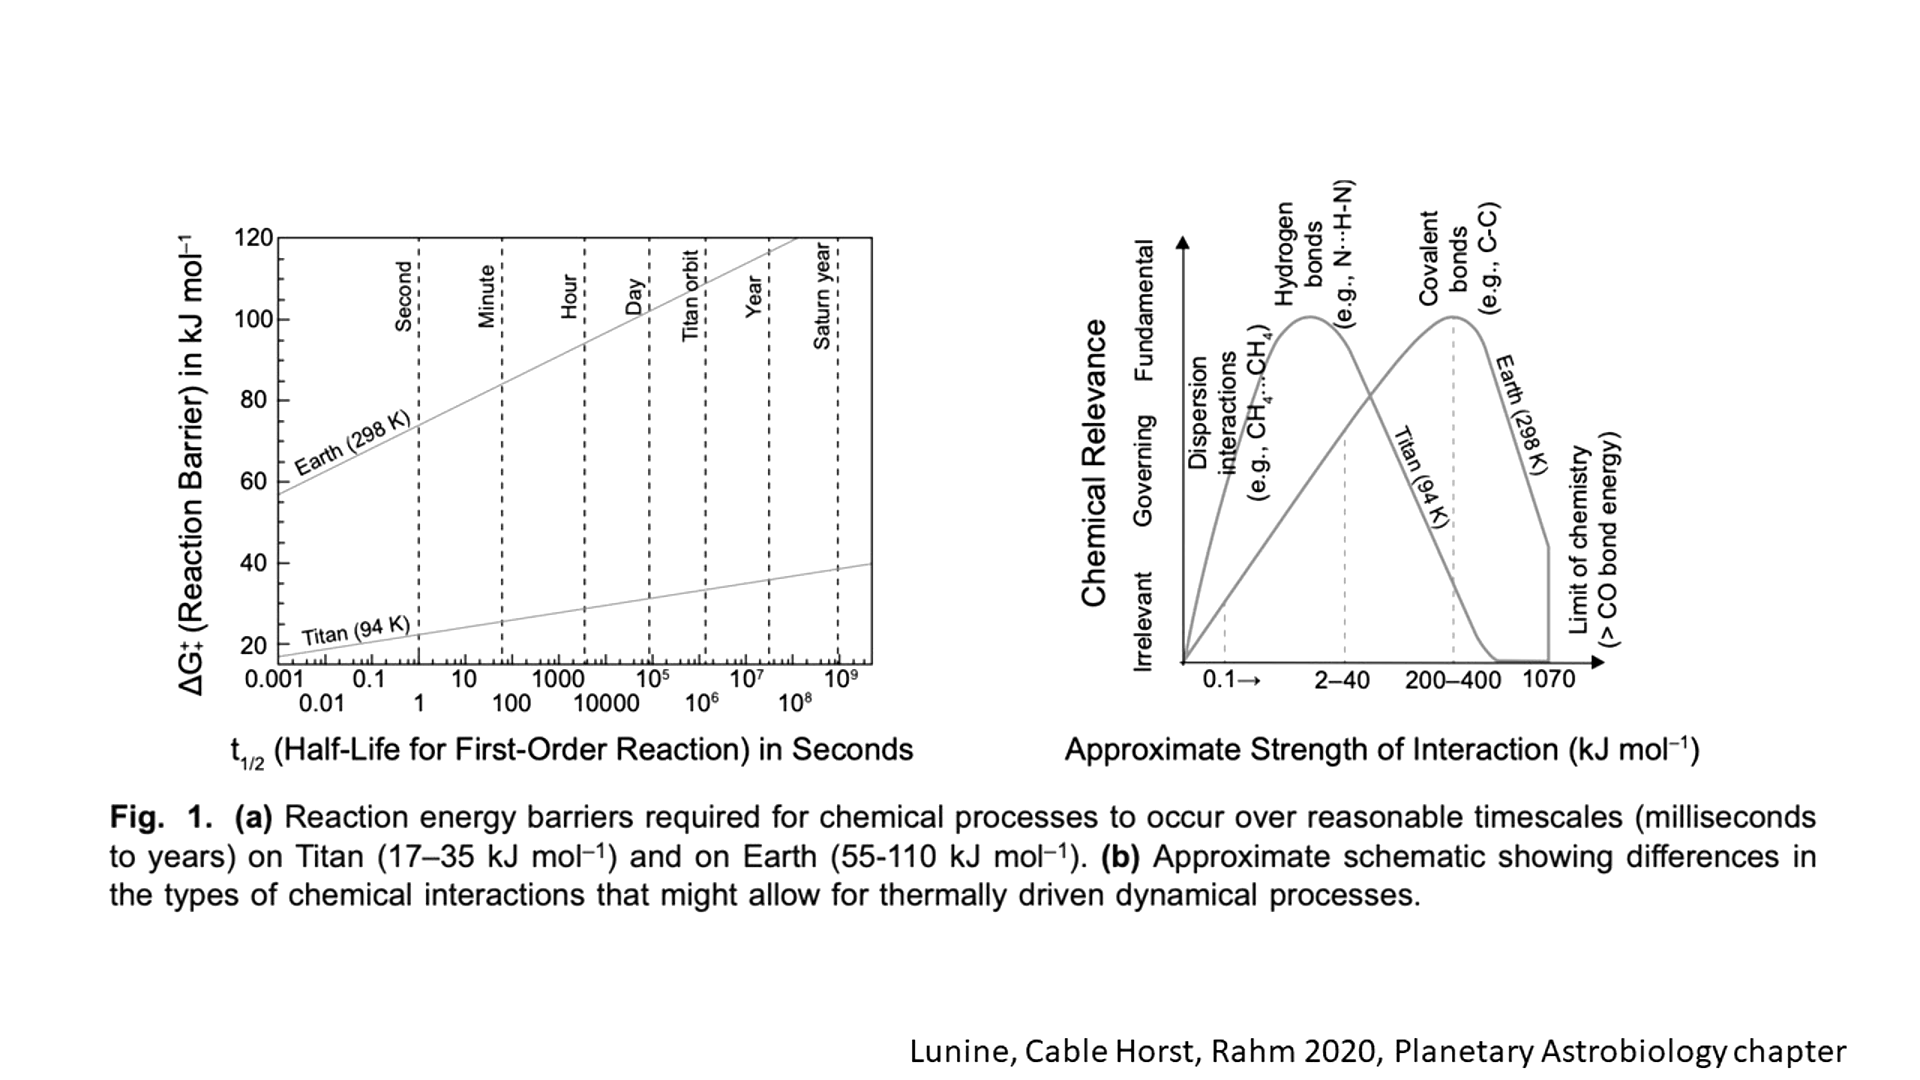 ΔG‡ (Reaction Barrier) in kJ mol⁻¹
120
100
80
60
40
20
Second
Minute
Hour
Day
Titan orbit
Year
Saturn year
Earth (298 K)
Titan (94 K)
0.001 0.1 10 1000 10⁵ 10⁷ 10⁹
0.01 1 100 10000 10⁶ 10⁸
t₁/₂ (Half-Life for First-Order Reaction) in Seconds
Chemical Relevance
Irrelevant Governing Fundamental
Dispersion
interactions
(e.g., CH₄···CH₄)
Hydrogen
bonds
(e.g., N···H-N)
Covalent
bonds
(e.g., C-C)
Titan (94 K)
Earth (298 K)
Limit of chemistry
(> CO bond energy)
0.1→ 2–40 200–400 1070
Approximate Strength of Interaction (kJ mol⁻¹)
Fig. 1. (a) Reaction energy barriers required for chemical processes to occur over reasonable timescales (milliseconds
to years) on Titan (17–35 kJ mol⁻¹) and on Earth (55-110 kJ mol⁻¹). (b) Approximate schematic showing differences in
the types of chemical interactions that might allow for thermally driven dynamical processes.
Lunine, Cable Horst, Rahm 2020, Planetary Astrobiology chapter